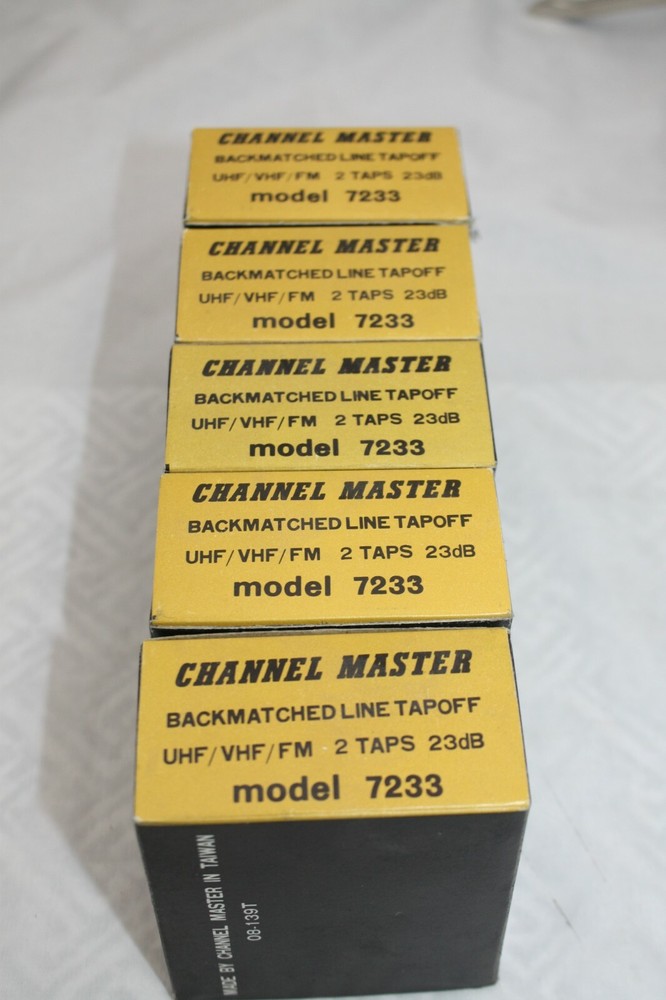 CHANNEL MASTER
BACKMATCHED LINE TAPOFF
UHF/VHF/FM 2 TAPS 23dB
model 7233
CHANNEL MASTER
BACKMATCHED LINE TAPOFF
UHF/VHF/FM 2 TAPS 23dB
model 7233
CHANNEL MASTER
BACKMATCHED LINE TAPOFF
UHF/VHF/FM 2 TAPS 23dB
model 7233
CHANNEL MASTER
BACKMATCHED LINE TAPOFF
UHF/VHF/FM 2 TAPS 23dB
model 7233
CHANNEL MASTER
BACKMATCHED LINE TAPOFF
UHF/VHF/FM 2 TAPS 23dB
model 7233
MADE BY CHANNEL MASTER IN TAIWAN
08-139T